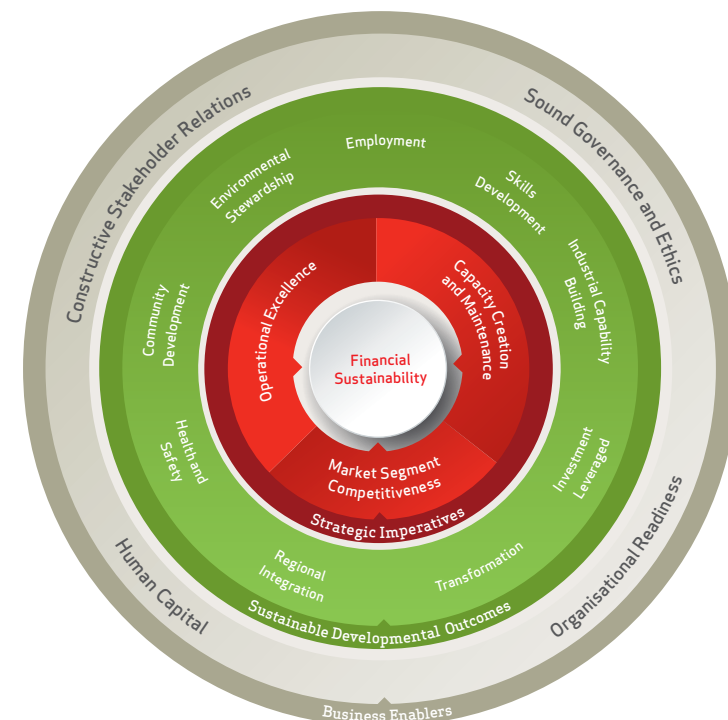 Constructive Stakeholder Relations
Sound Governance and Ethics
Employment
Environmental
Stewardship
Skills
Development
Industrial Capability
Building
Community
Development
Operational Excellence
Capacity Creation
and Maintenance
Financial
Sustainability
Health and
Safety
Investment
Leveraged
Market Segment
Competitiveness
Strategic Imperatives
Regional
Integration
Transformation
Human Capital
Organisational Readiness
Sustainable Developmental Outcomes
Business Enablers